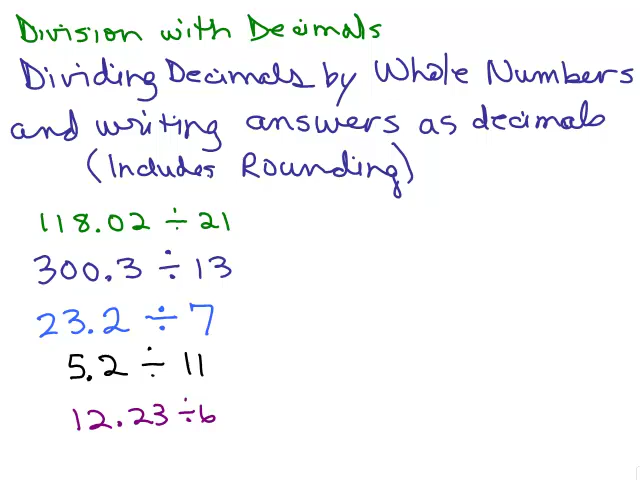 Division with Decimals
Dividing Decimals by Whole Numbers
and writing answers as decimals
(Includes Rounding)
118.02 ÷ 21
300.3 ÷ 13
23.2 ÷ 7
5.2 ÷ 11
12.23 ÷ 6